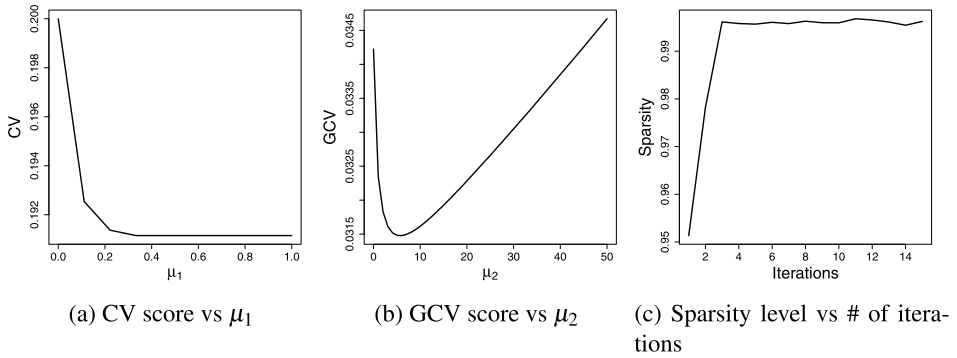 CV
0.192 0.194 0.196 0.198 0.200
0.0 0.2 0.4 0.6 0.8 1.0
μ1
(a) CV score vs μ1
GCV
0.0315 0.0325 0.0335 0.0345
0 10 20 30 40 50
μ2
(b) GCV score vs μ2
Sparsity
0.95 0.96 0.97 0.98 0.99
2 4 6 8 10 12 14
Iterations
(c) Sparsity level vs # of itera-
tions